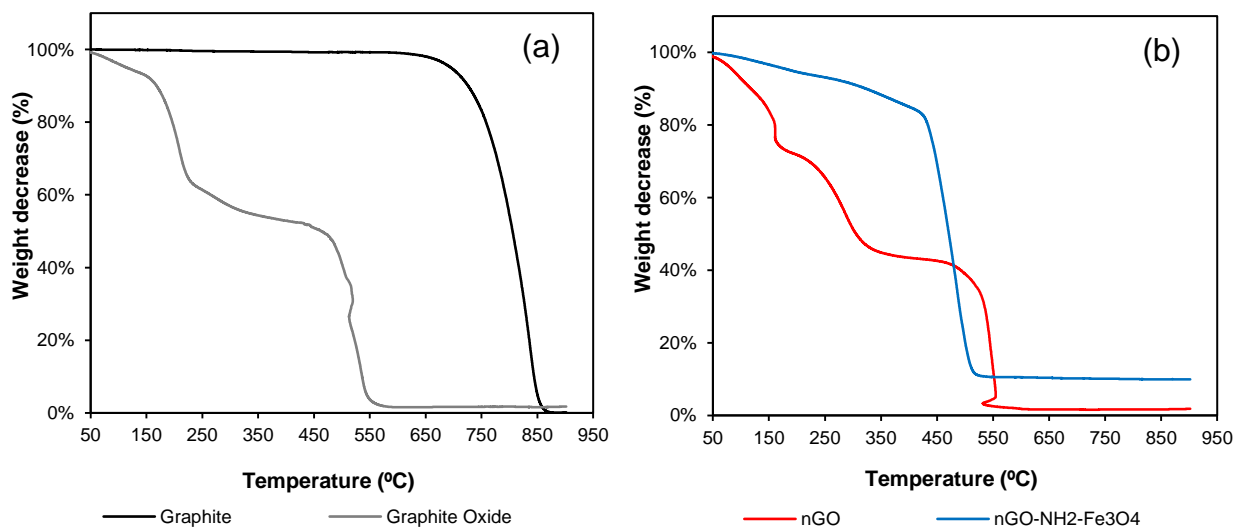 (a)
Weight decrease (%)
100%
80%
60%
40%
20%
0%
50 150 250 350 450 550 650 750 850 950
Temperature (ºC)
Graphite Graphite Oxide
(b)
Weight decrease (%)
100%
80%
60%
40%
20%
0%
50 150 250 350 450 550 650 750 850 950
Temperature (ºC)
nGO nGO-NH2-Fe3O4